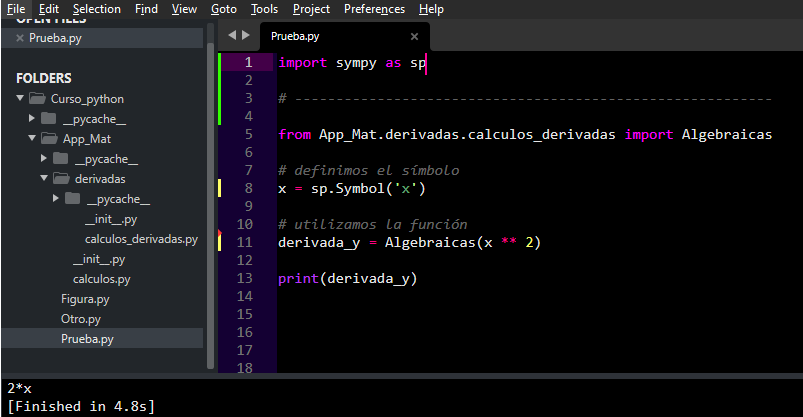 File Edit Selection Find View Goto Tools Project Preferences Help
OPEN FILES
Prueba.py
FOLDERS
Curso_python
__pycache__
App_Mat
__pycache__
derivadas
__pycache__
__init__.py
calculos_derivadas.py
__init__.py
calculos.py
Figura.py
Otro.py
Prueba.py
Prueba.py
1 import sympy as sp
2
3 # -----------------------------------------------------
4
5 from App_Mat.derivadas.calculos_derivadas import Algebraicas
6
7 # definimos el símbolo
8 x = sp.Symbol('x')
9
10 # utilizamos la función
11 derivada_y = Algebraicas(x ** 2)
12
13 print(derivada_y)
14
15
16
17
18
2*x
[Finished in 4.8s]